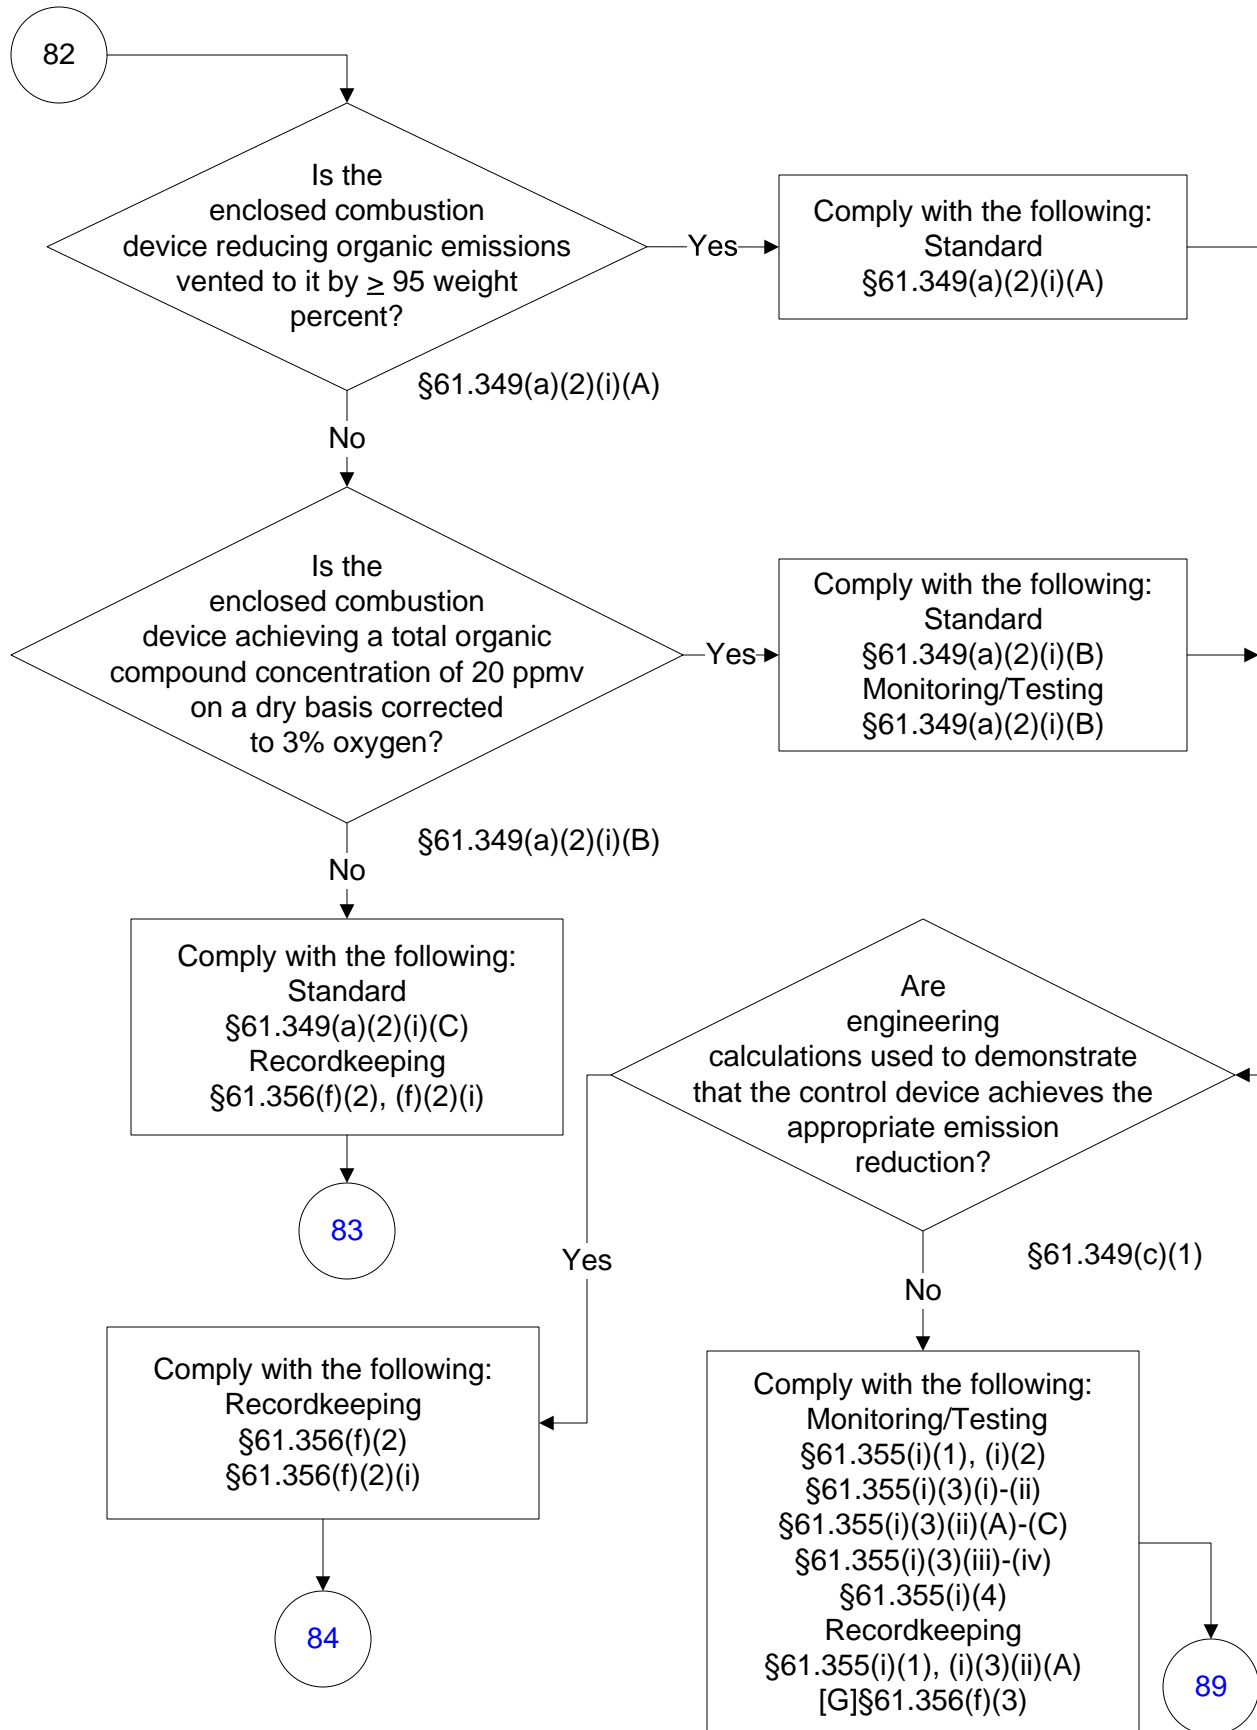 82
Is the
enclosed combustion
device reducing organic emissions
vented to it by ≥ 95 weight
percent?
Yes
Comply with the following:
Standard
§61.349(a)(2)(i)(A)
§61.349(a)(2)(i)(A)
No
Is the
enclosed combustion
device achieving a total organic
compound concentration of 20 ppmv
on a dry basis corrected
to 3% oxygen?
Yes
Comply with the following:
Standard
§61.349(a)(2)(i)(B)
Monitoring/Testing
§61.349(a)(2)(i)(B)
§61.349(a)(2)(i)(B)
No
Comply with the following:
Standard
§61.349(a)(2)(i)(C)
Recordkeeping
§61.356(f)(2), (f)(2)(i)
83
Are
engineering
calculations used to demonstrate
that the control device achieves the
appropriate emission
reduction?
§61.349(c)(1)
Yes
No
Comply with the following:
Recordkeeping
§61.356(f)(2)
§61.356(f)(2)(i)
84
Comply with the following:
Monitoring/Testing
§61.355(i)(1), (i)(2)
§61.355(i)(3)(i)-(ii)
§61.355(i)(3)(ii)(A)-(C)
§61.355(i)(3)(iii)-(iv)
§61.355(i)(4)
Recordkeeping
§61.355(i)(1), (i)(3)(ii)(A)
[G]§61.356(f)(3)
89